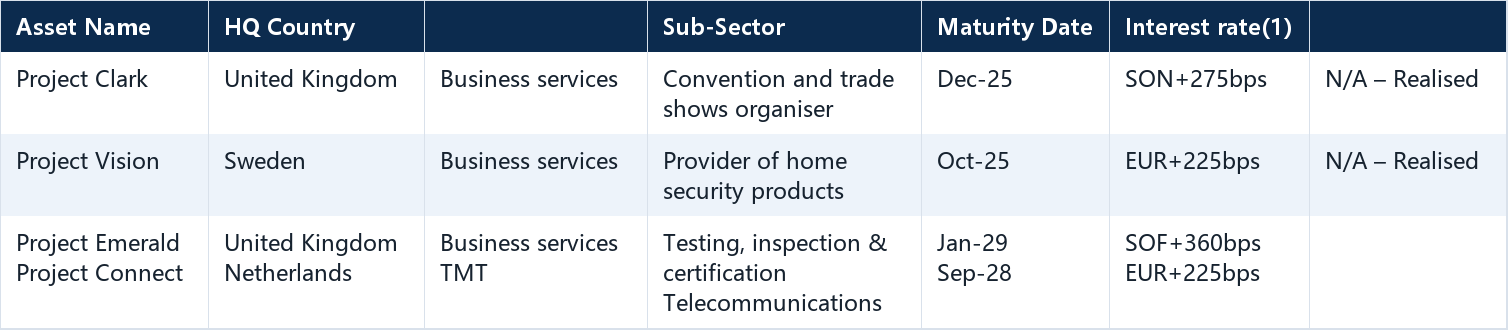 Asset Name HQ Country Sub-Sector Maturity Date Interest rate(1)
Project Clark United Kingdom Business services Convention and trade Dec-25 SON+275bps N/A – Realised
shows organiser
Project Vision Sweden Business services Provider of home Oct-25 EUR+225bps N/A – Realised
security products
Project Emerald United Kingdom Business services Testing, inspection & Jan-29 SOF+360bps
Project Connect Netherlands TMT certification Sep-28 EUR+225bps
Telecommunications